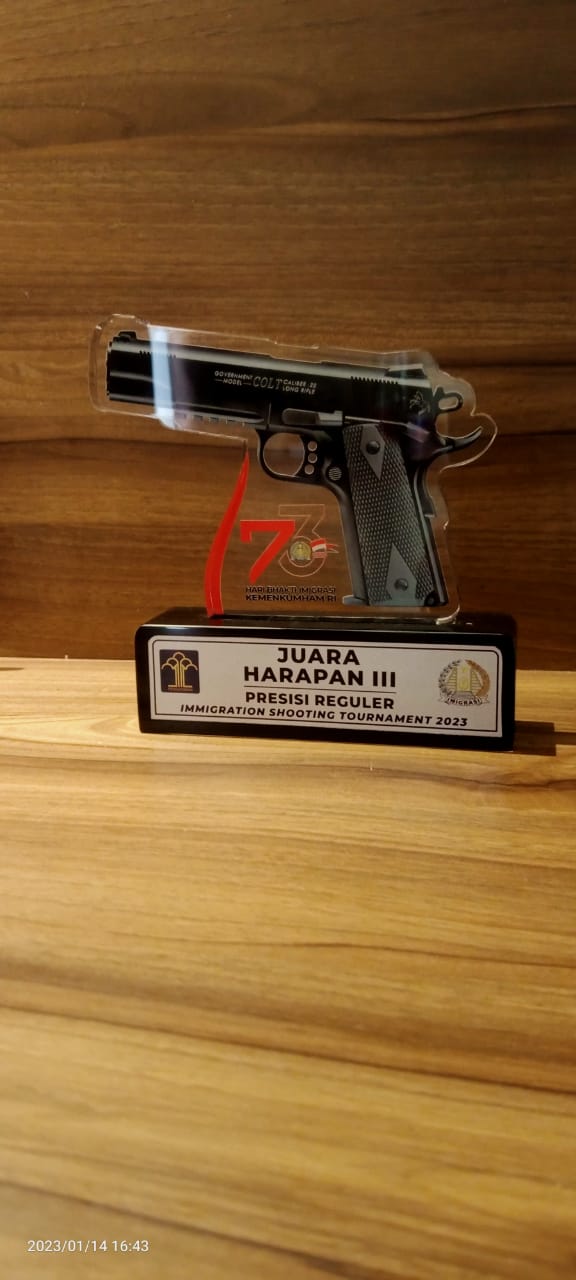 GOVERNMENT
MODEL
COLT
CALIBER .22
LONG RIFLE
73
HARI BHAKTI IMIGRASI
KEMENKUMHAM RI
JUARA
HARAPAN III
PRESISI REGULER
IMMIGRATION SHOOTING TOURNAMENT 2023
IMIGRASI
2023/01/14 16:43